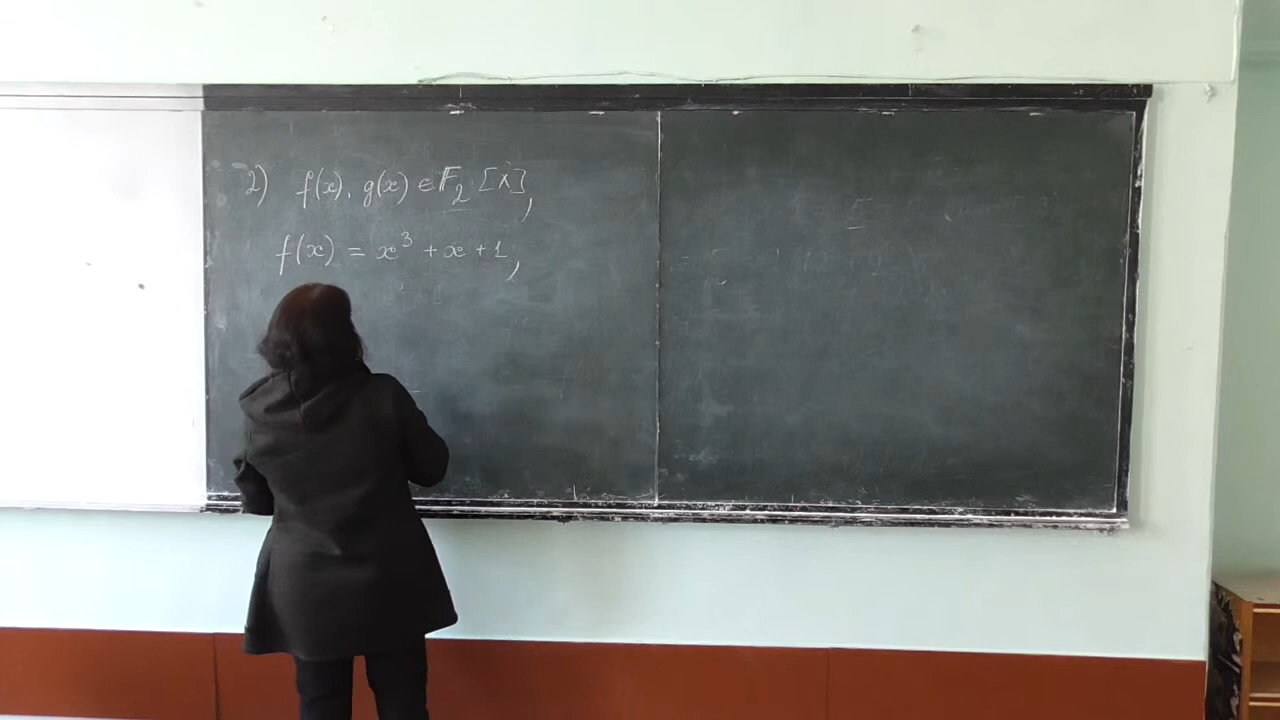 2) f(x), g(x) ∈ 𝔽₂ [x],
f(x) = x³ + x + 1,